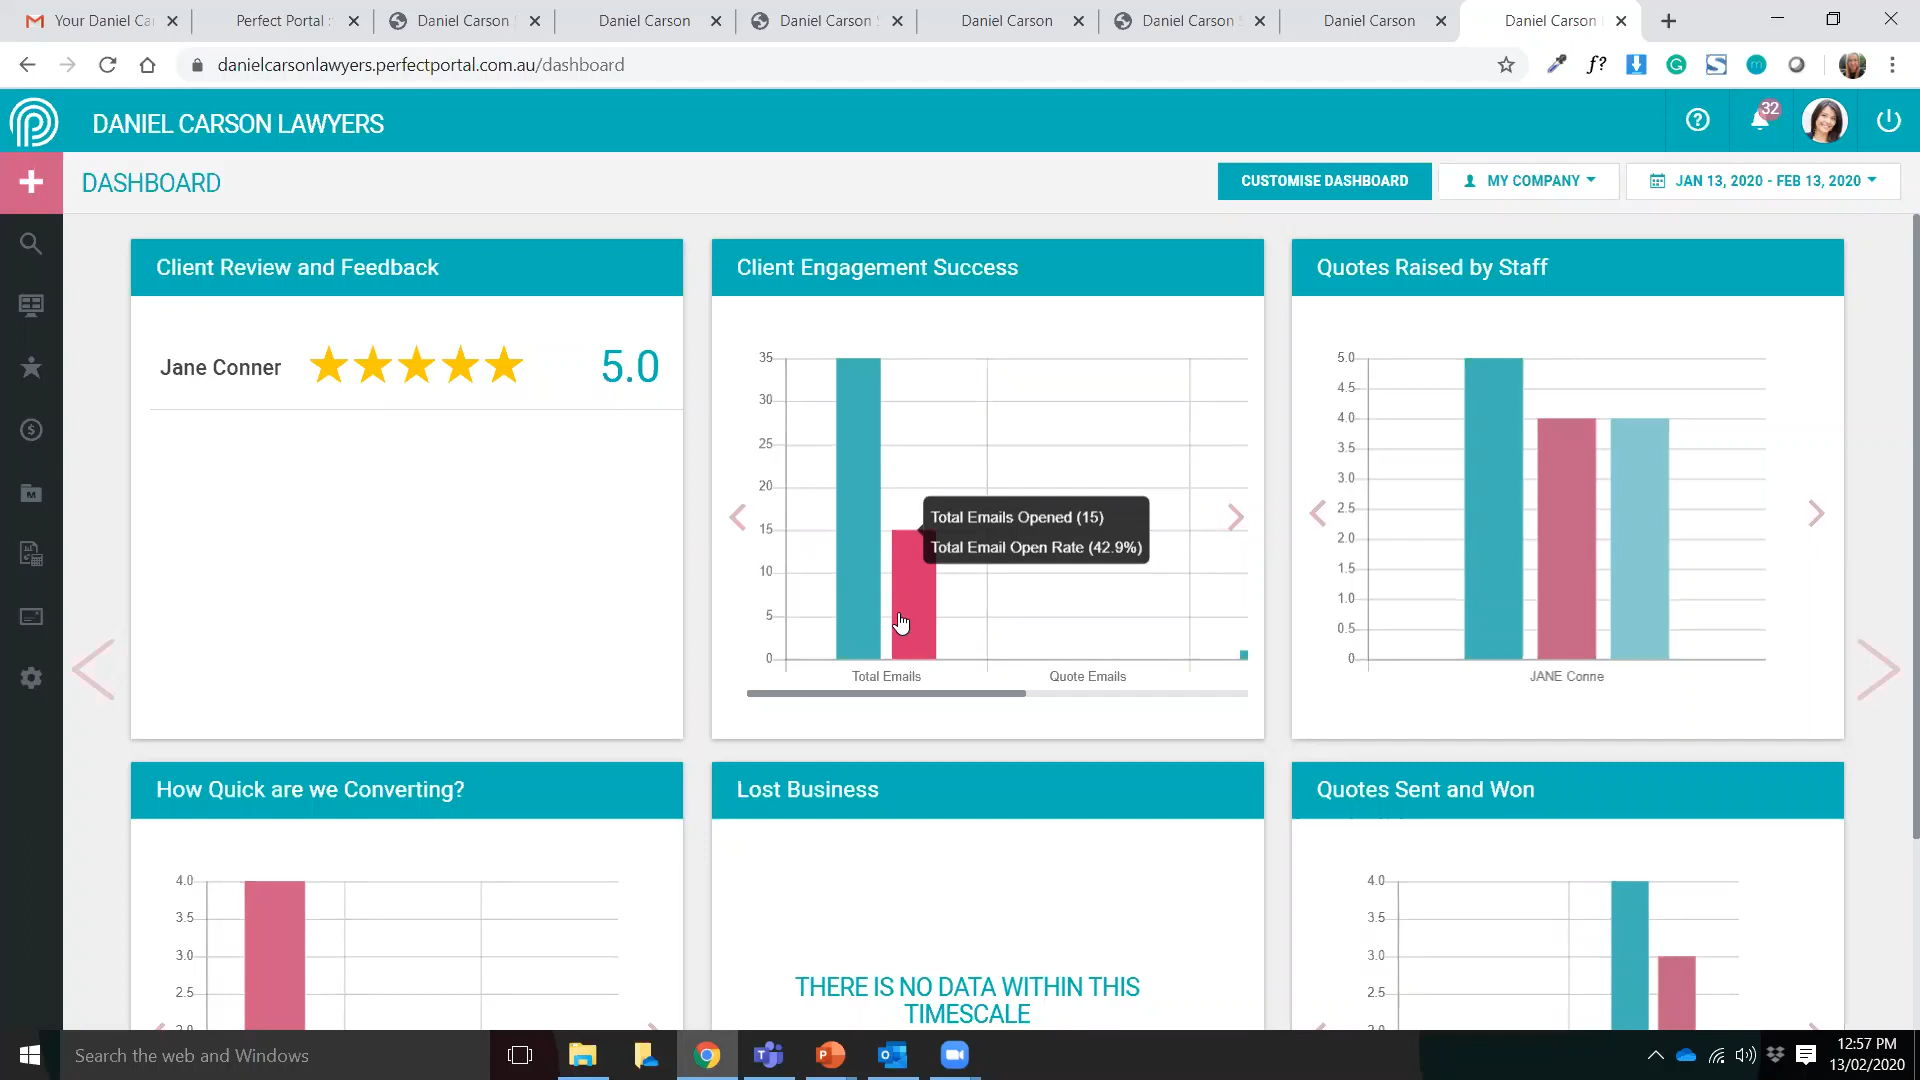 Your Daniel Ca
Perfect Portal
Daniel Carson
Daniel Carson
Daniel Carson
Daniel Carson
Daniel Carson
Daniel Carson
Daniel Carson
danielcarsonlawyers.perfectportal.com.au/dashboard
f?
DANIEL CARSON LAWYERS
32
DASHBOARD
CUSTOMISE DASHBOARD
MY COMPANY
JAN 13, 2020 - FEB 13, 2020
Client Review and Feedback
Jane Conner
5.0
Client Engagement Success
35
30
25
20
15
10
5
0
Total Emails Opened (15)
Total Email Open Rate (42.9%)
Total Emails
Quote Emails
Quotes Raised by Staff
5.0
4.5
4.0
3.5
3.0
2.5
2.0
1.5
1.0
0.5
0
JANE Conne
How Quick are we Converting?
4.0
3.5
3.0
2.5
2.0
Lost Business
THERE IS NO DATA WITHIN THIS
TIMESCALE
Quotes Sent and Won
4.0
3.5
3.0
2.5
2.0
Search the web and Windows
12:57 PM
13/02/2020